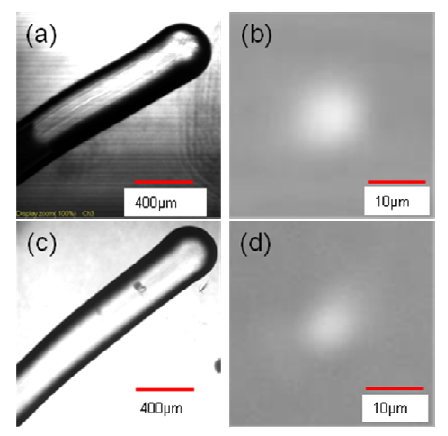 (a)
(b)
400μm
10μm
Display zoom: 100% Ch3
(c)
(d)
400μm
10μm